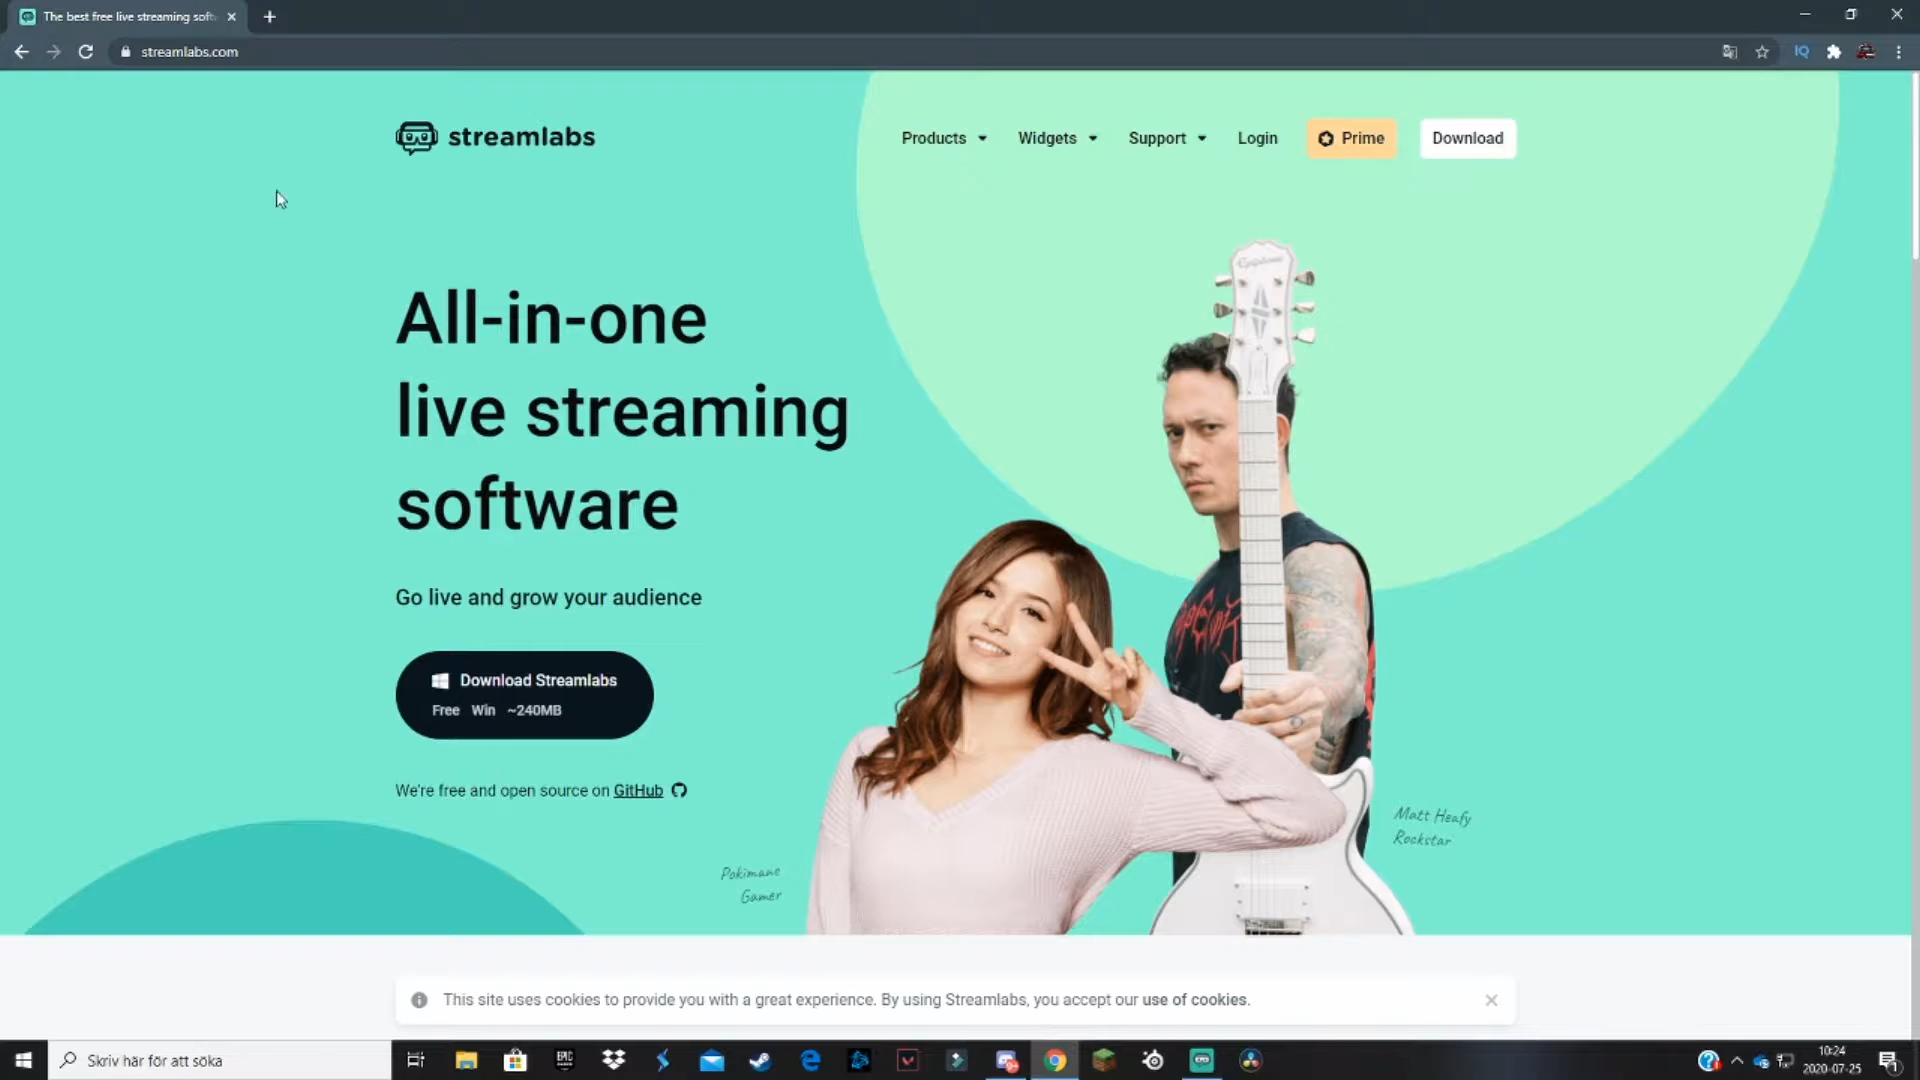 The best free live streaming soft
streamlabs.com
streamlabs
Products
Widgets
Support
Login
Prime
Download
Epiphone
All-in-one
live streaming
software
Go live and grow your audience
Download Streamlabs
Free Win ~240MB
We're free and open source on GitHub
Matt Heafy
Rockstar
Pokimane
Gamer
This site uses cookies to provide you with a great experience. By using Streamlabs, you accept our use of cookies.
Skriv här för att söka
10:24
2020-07-25